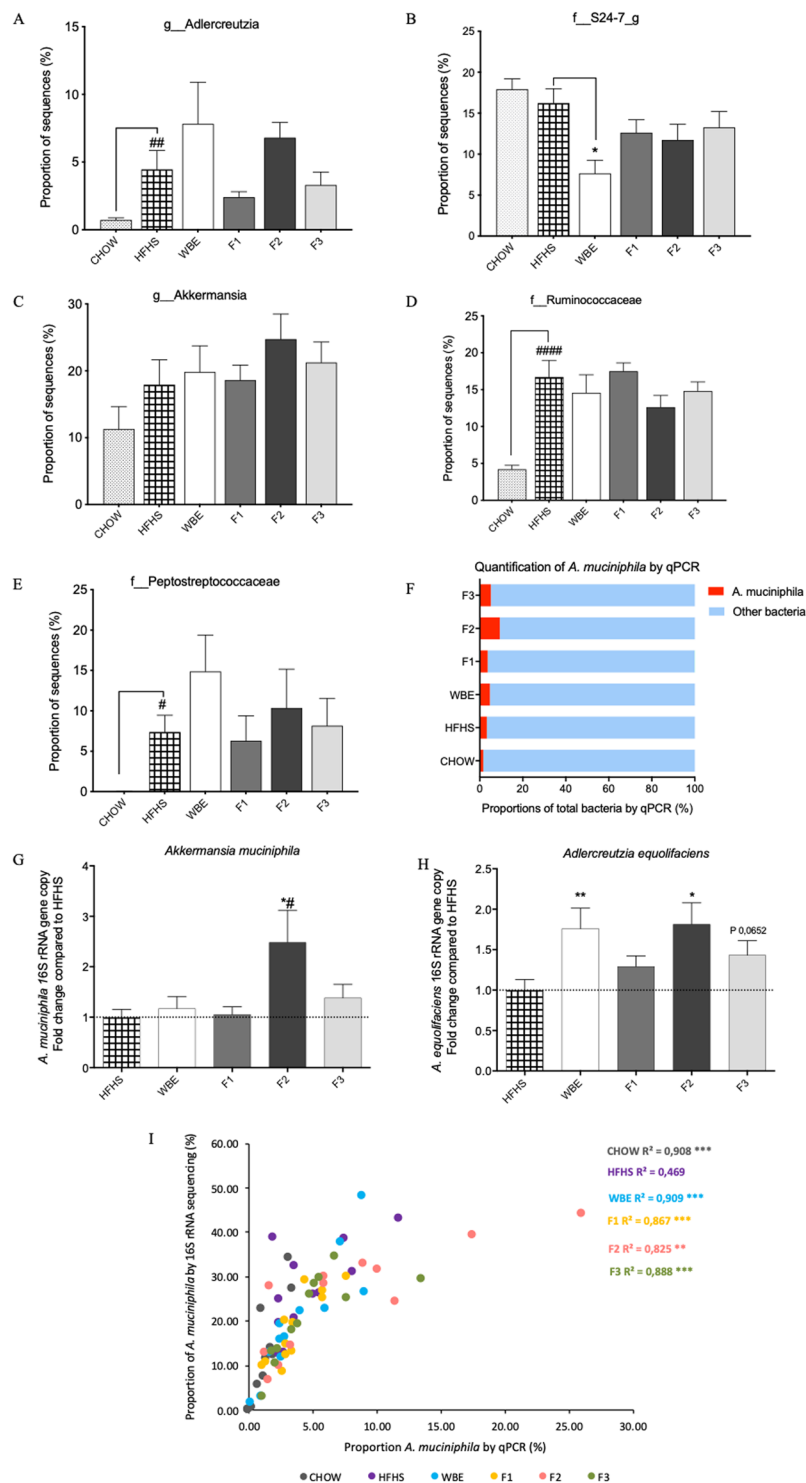 A
g__Adlercreutzia
Proportion of sequences (%)
15
10
5
0
##
CHOW
HFHS
WBE
F1
F2
F3
B
f__S24-7_g
Proportion of sequences (%)
25
20
15
10
5
0
*
CHOW
HFHS
WBE
F1
F2
F3
C
g__Akkermansia
Proportion of sequences (%)
30
20
10
0
CHOW
HFHS
WBE
F1
F2
F3
D
f__Ruminococcaceae
Proportion of sequences (%)
25
20
15
10
5
0
####
CHOW
HFHS
WBE
F1
F2
F3
E
f__Peptostreptococcaceae
Proportion of sequences (%)
25
20
15
10
5
0
#
CHOW
HFHS
WBE
F1
F2
F3
F
Quantification of A. muciniphila by qPCR
A. muciniphila
Other bacteria
F3
F2
F1
WBE
HFHS
CHOW
0 20 40 60 80 100
Proportions of total bacteria by qPCR (%)
G
Akkermansia muciniphila
A. muciniphila 16S rRNA gene copy
Fold change compared to HFHS
4
3
2
1
0
*#
HFHS
WBE
F1
F2
F3
H
Adlercreutzia equolifaciens
A. equolifaciens 16S rRNA gene copy
Fold change compared to HFHS
2.5
2.0
1.5
1.0
0.5
0.0
**
*
P 0,0652
HFHS
WBE
F1
F2
F3
I
Proportion of A. muciniphila by 16S rRNA sequencing (%)
60.00
50.00
40.00
30.00
20.00
10.00
0.00
CHOW R² = 0,908 ***
HFHS R² = 0,469
WBE R² = 0,909 ***
F1 R² = 0,867 ***
F2 R² = 0,825 **
F3 R² = 0,888 ***
0.00 5.00 10.00 15.00 20.00 25.00 30.00
Proportion A. muciniphila by qPCR (%)
CHOW HFHS WBE F1 F2 F3